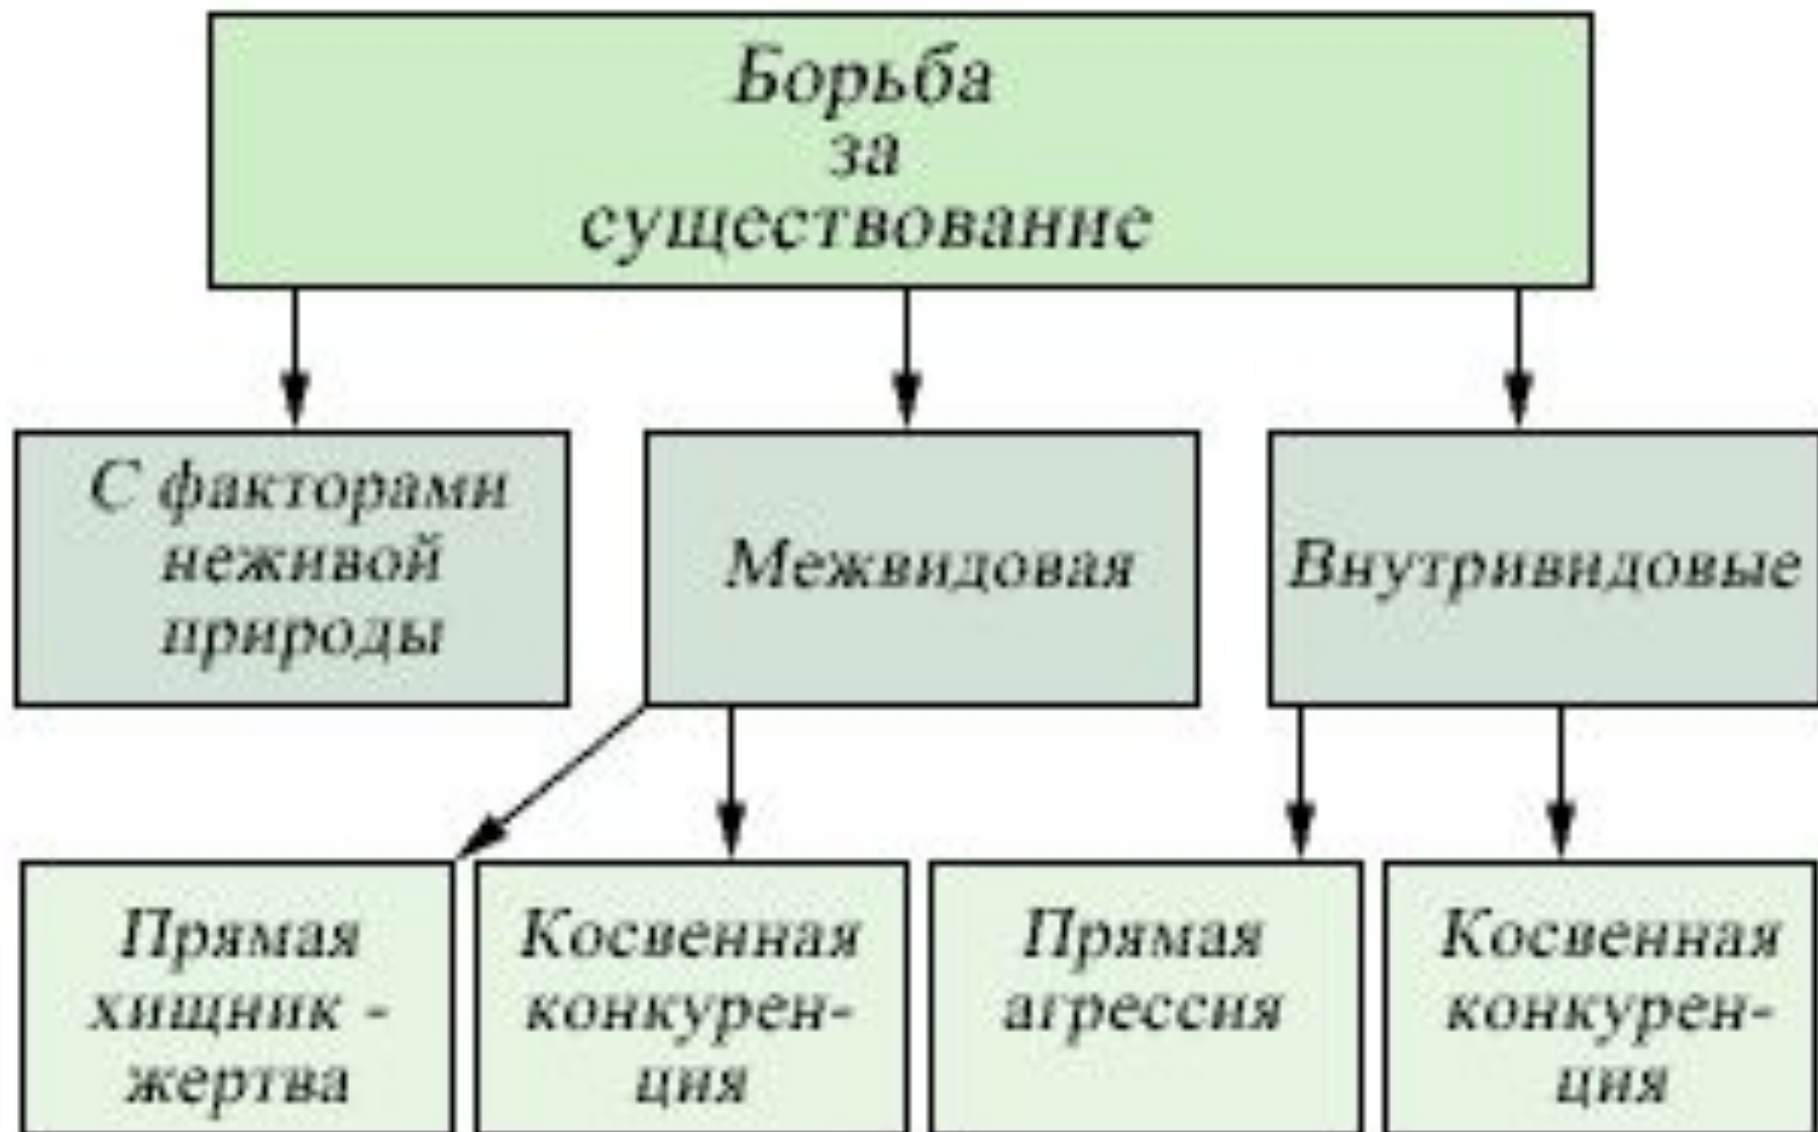 Борьба
за
существование
С факторами
неживой
природы
Межвидовая
Внутривидовые
Прямая
хищник -
жертва
Косвенная
конкурен-
ция
Прямая
агрессия
Косвенная
конкурен-
ция